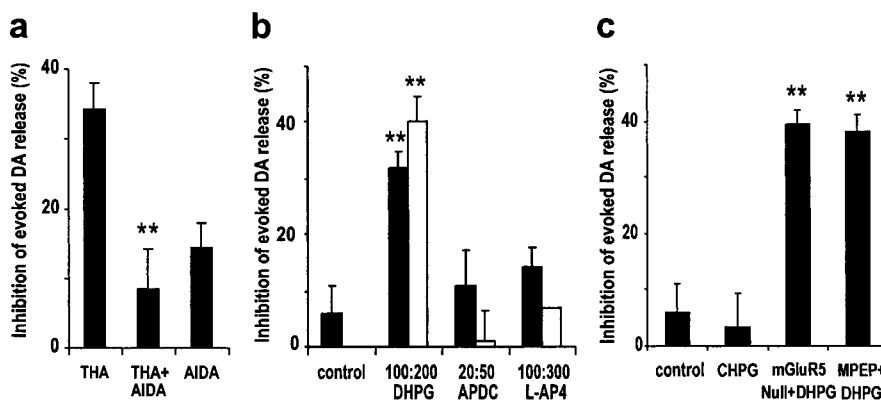 a
Inhibition of evoked DA release (%)
40
20
0
THA
THA+
AIDA
AIDA
**
b
Inhibition of evoked DA release (%)
40
20
0
**
**
control
100:200
DHPG
20:50
APDC
100:300
L-AP4
c
Inhibition of evoked DA release (%)
40
20
0
**
**
control
CHPG
mGluR5
Null+DHPG
MPEP+
DHPG